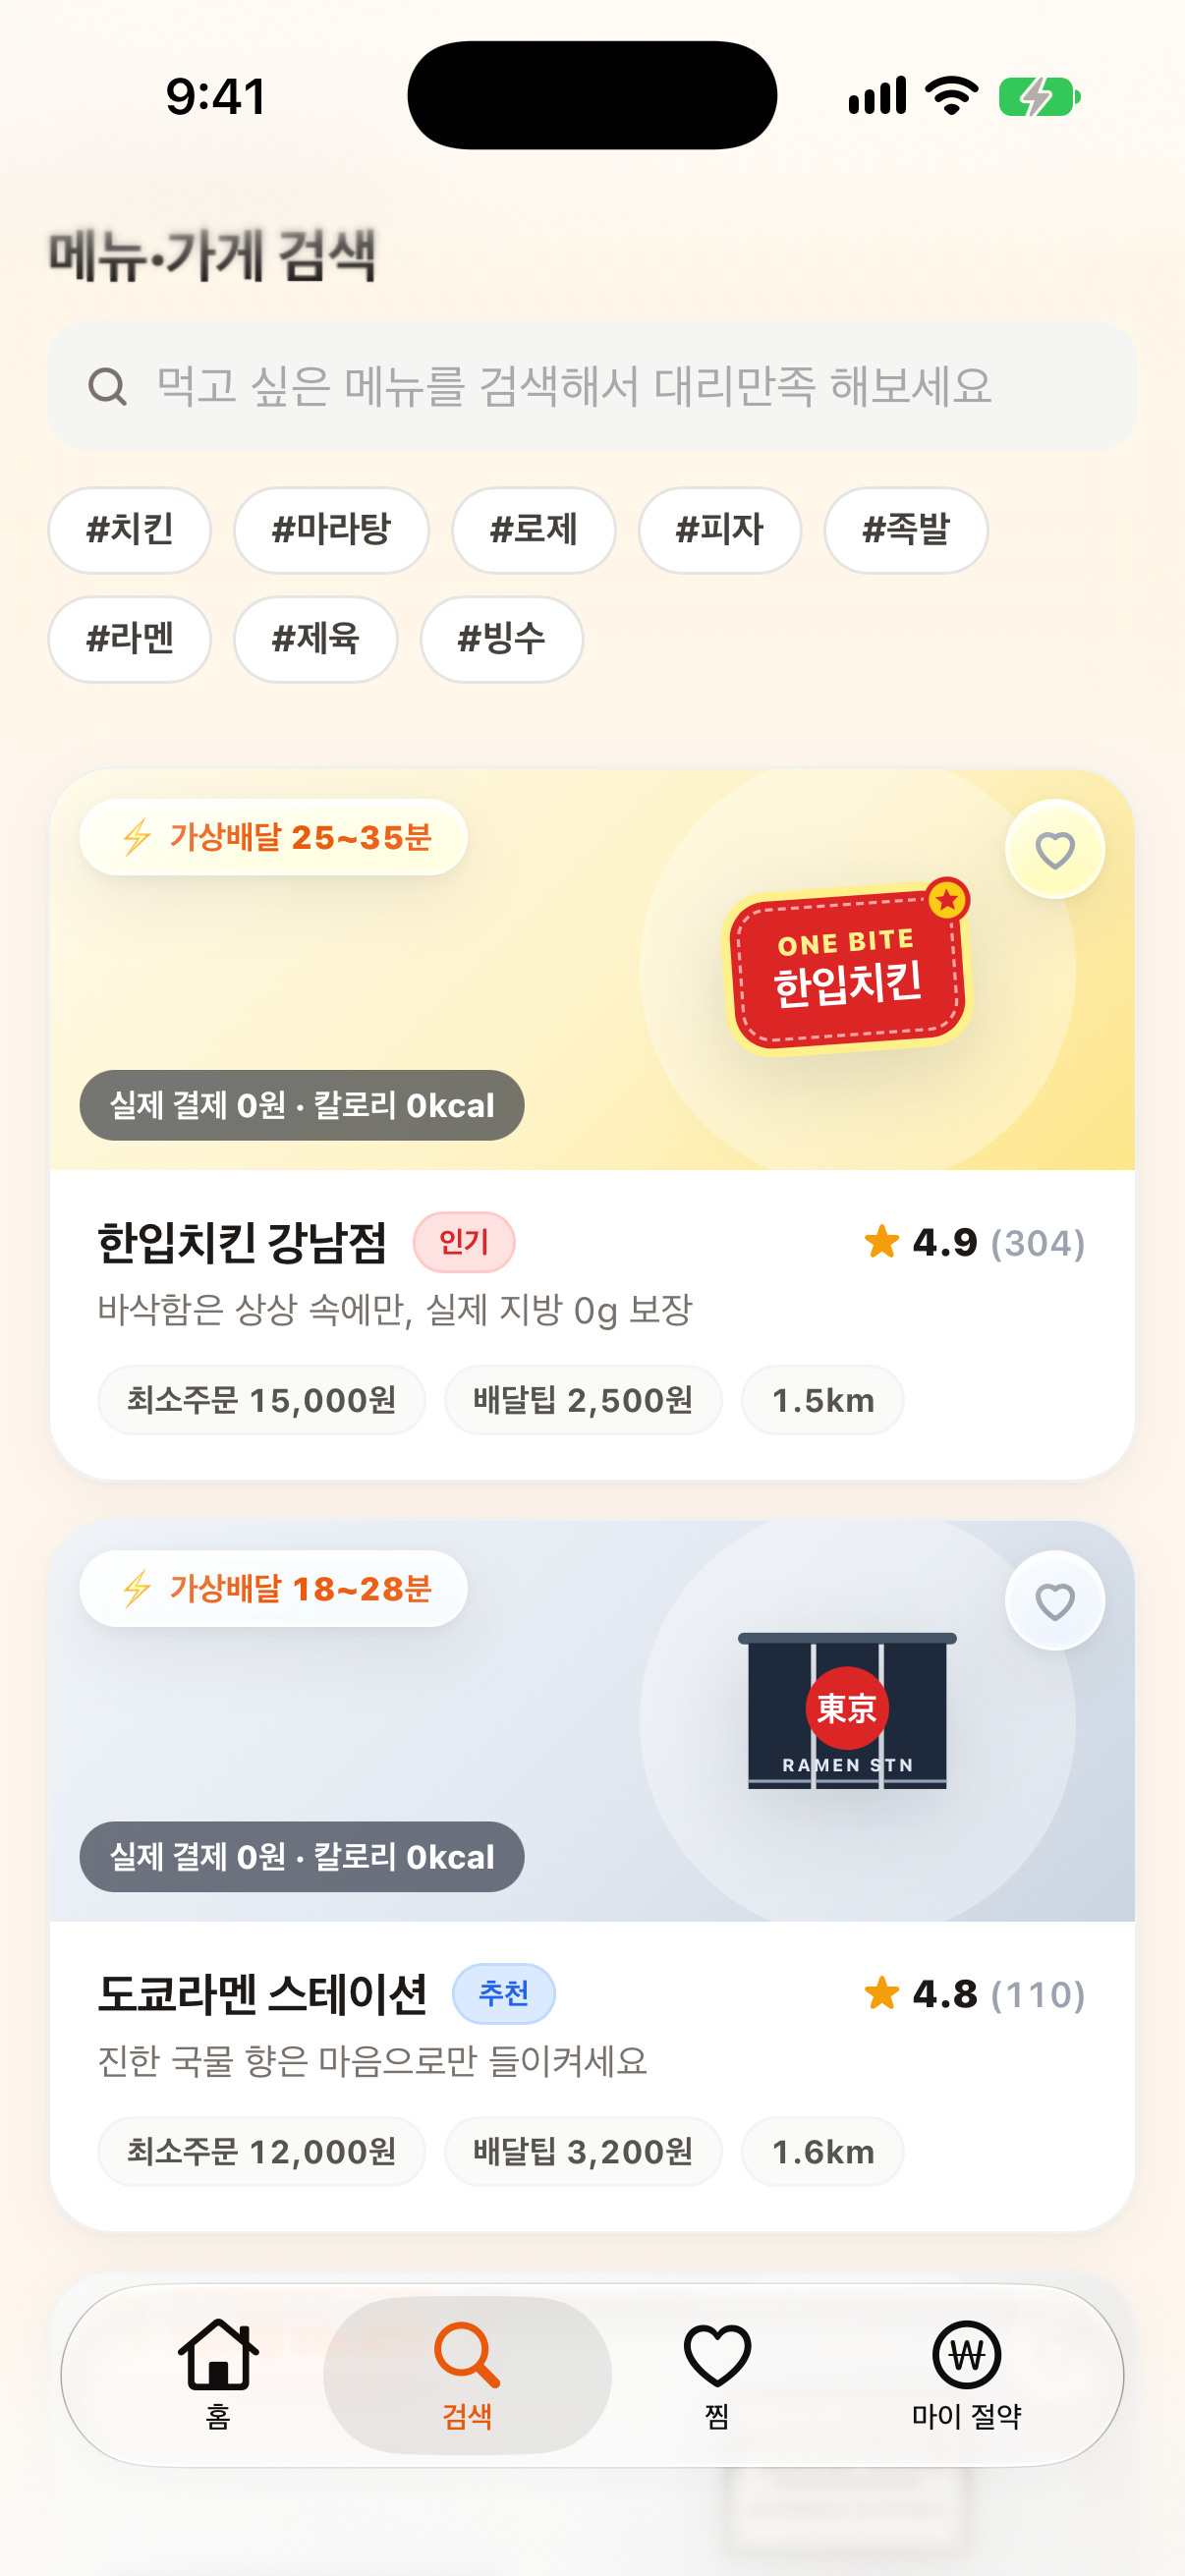 9:41
메뉴•가게 검색
먹고 싶은 메뉴를 검색해서 대리만족 해보세요
#치킨 #마라탕 #로제 #피자 #족발
#라멘 #제육 #빙수
가상배달 25~35분
ONE BITE
한입치킨
실제 결제 0원 · 칼로리 0kcal
한입치킨 강남점 인기 4.9 (304)
바삭함은 상상 속에만, 실제 지방 0g 보장
최소주문 15,000원 배달팁 2,500원 1.5km
가상배달 18~28분
東京
RAMEN STN
실제 결제 0원 · 칼로리 0kcal
도쿄라멘 스테이션 추천 4.8 (110)
진한 국물 향은 마음으로만 들이켜세요
최소주문 12,000원 배달팁 3,200원 1.6km
홈 검색 찜 마이 절약